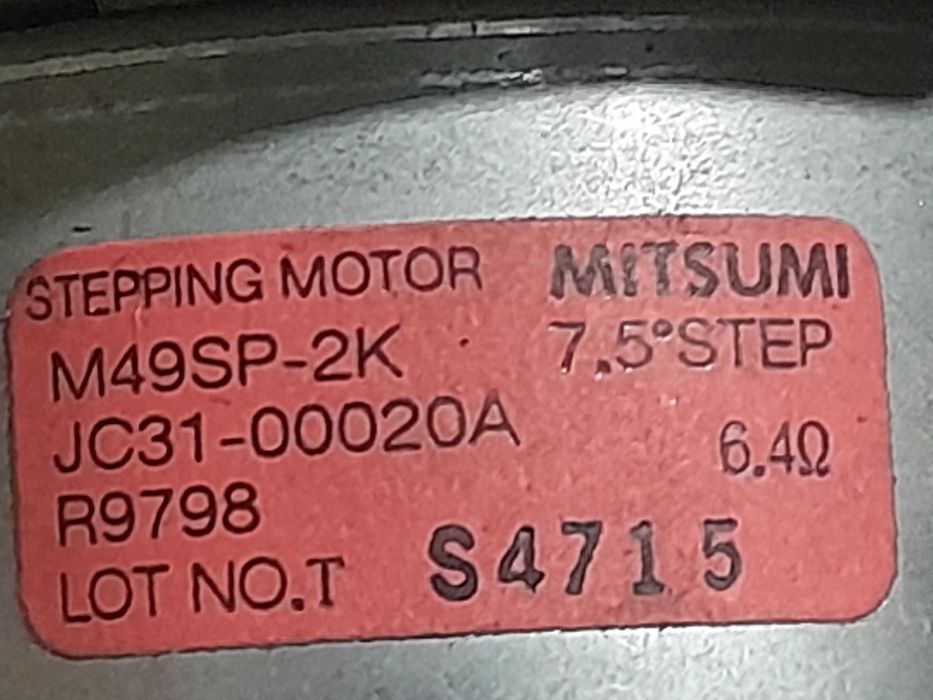 STEPPING MOTOR MITSUMI
M49SP-2K 7.5°STEP
JC31-00020A 6.4Ω
R9798
LOT NO.T S4715